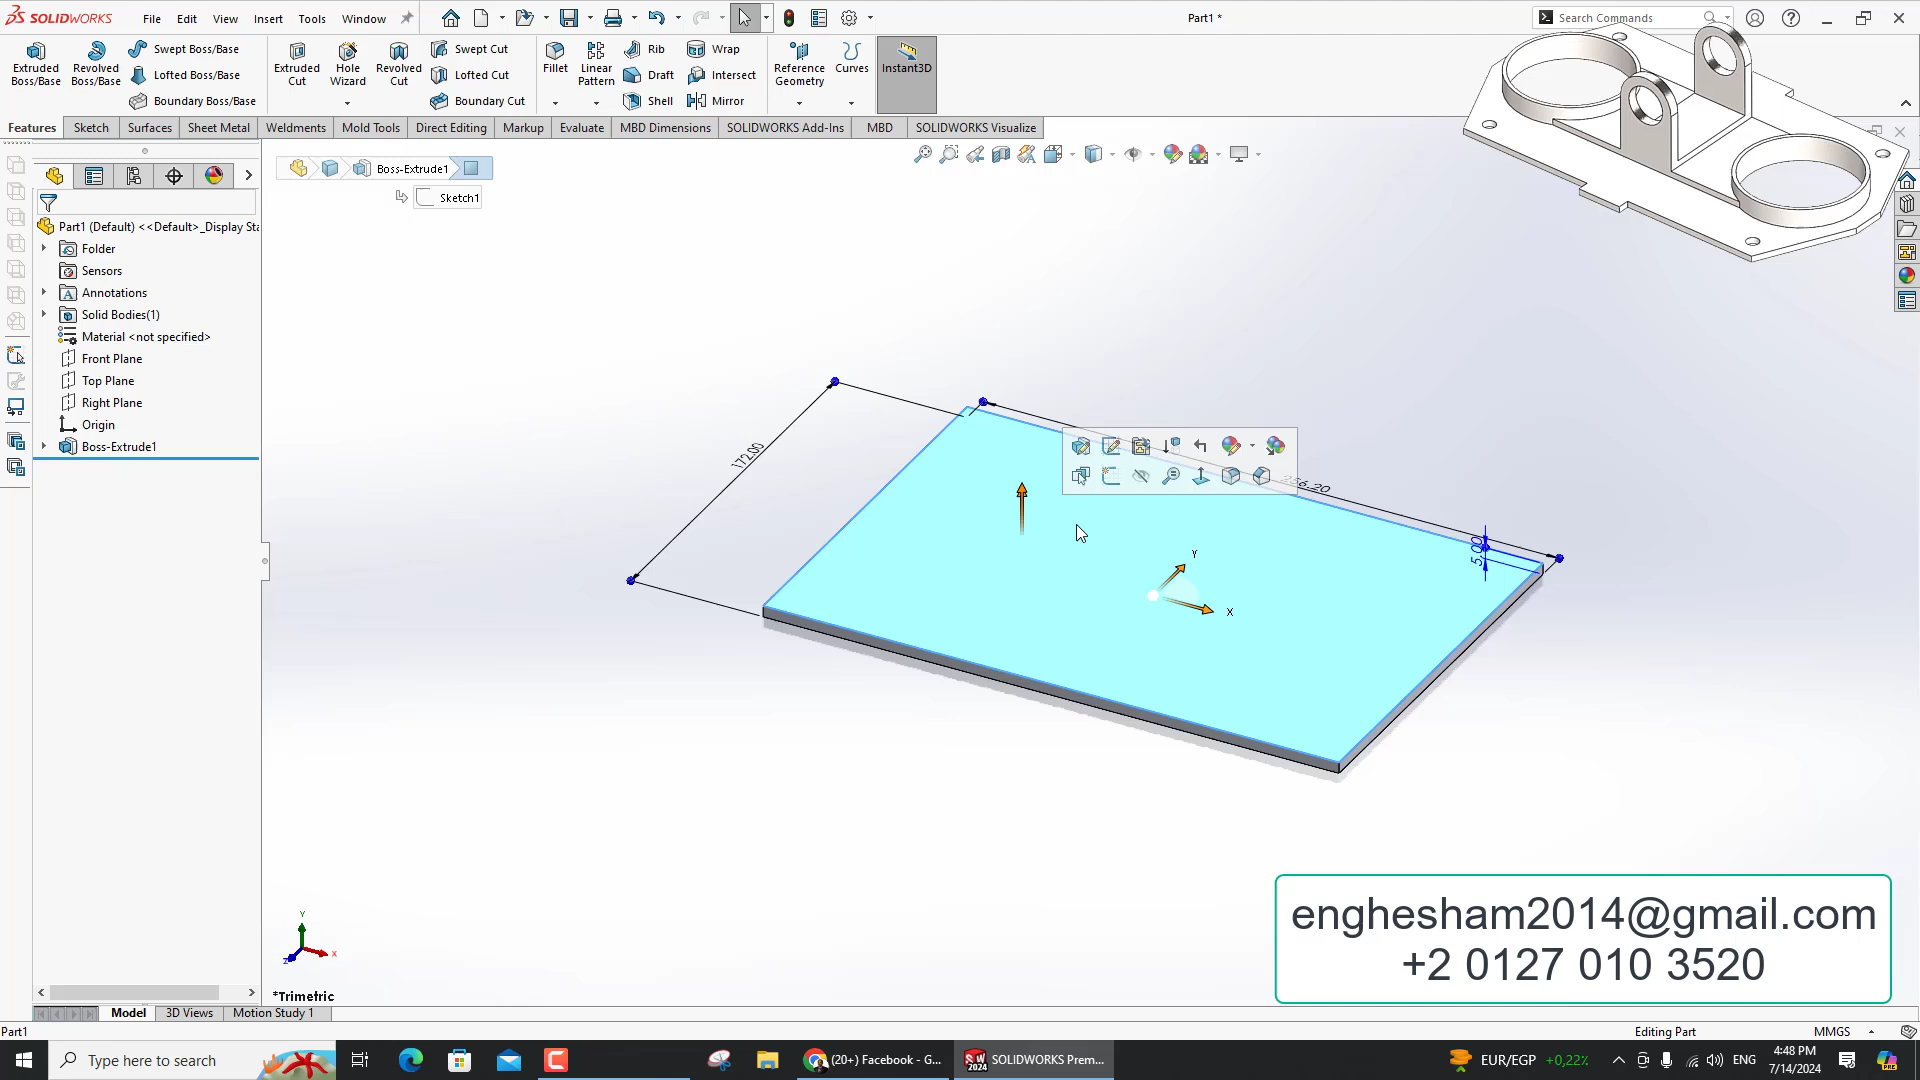 SOLIDWORKS
File
Edit
View
Insert
Tools
Window
Part1 *
Search Commands
Extruded Boss/Base
Revolved Boss/Base
Swept Boss/Base
Lofted Boss/Base
Boundary Boss/Base
Extruded Cut
Hole Wizard
Revolved Cut
Swept Cut
Lofted Cut
Boundary Cut
Fillet
Linear Pattern
Rib
Draft
Shell
Wrap
Intersect
Mirror
Reference Geometry
Curves
Instant3D
Features
Sketch
Surfaces
Sheet Metal
Weldments
Mold Tools
Direct Editing
Markup
Evaluate
MBD Dimensions
SOLIDWORKS Add-Ins
MBD
SOLIDWORKS Visualize
Boss-Extrude1
Sketch1
Part1 (Default) <<Default>_Display Sta
Folder
Sensors
Annotations
Solid Bodies(1)
Material <not specified>
Front Plane
Top Plane
Right Plane
Origin
Boss-Extrude1
172.00
5.00
Y
X
enghesham2014@gmail.com
+2 0127 010 3520
Y
X
Z
*Trimetric
Model
3D Views
Motion Study 1
Part1
Editing Part
MMGS
Type here to search
(20+) Facebook - G...
SOLIDWORKS Prem...
EUR/EGP
+0,22%
ENG
4:48 PM
7/14/2024